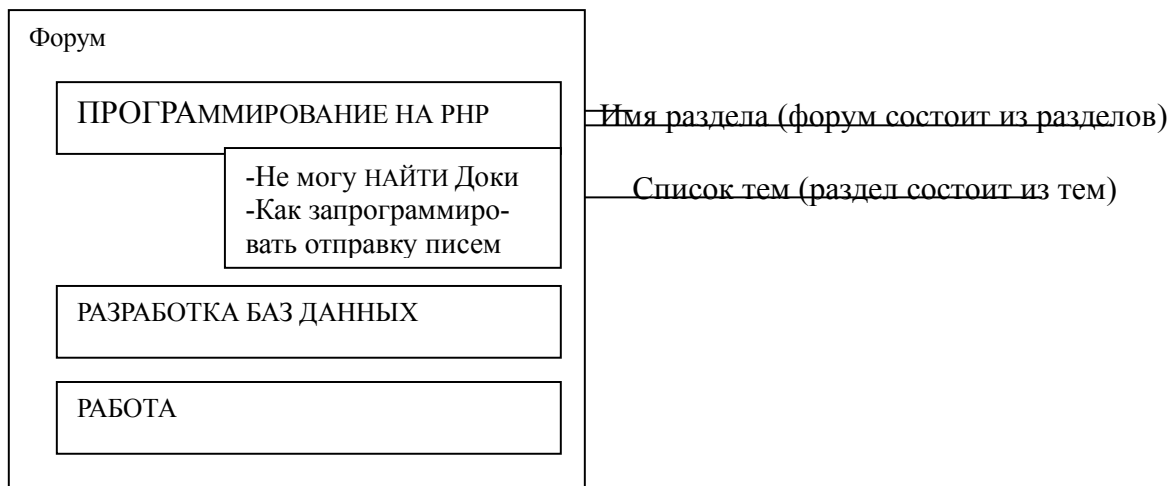 Форум
ПРОГРАММИРОВАНИЕ НА PHP
Имя раздела (форум состоит из разделов)
-Не могу НАЙТИ Доки
-Как запрограммиро-
вать отправку писем
Список тем (раздел состоит из тем)
РАЗРАБОТКА БАЗ ДАННЫХ
РАБОТА